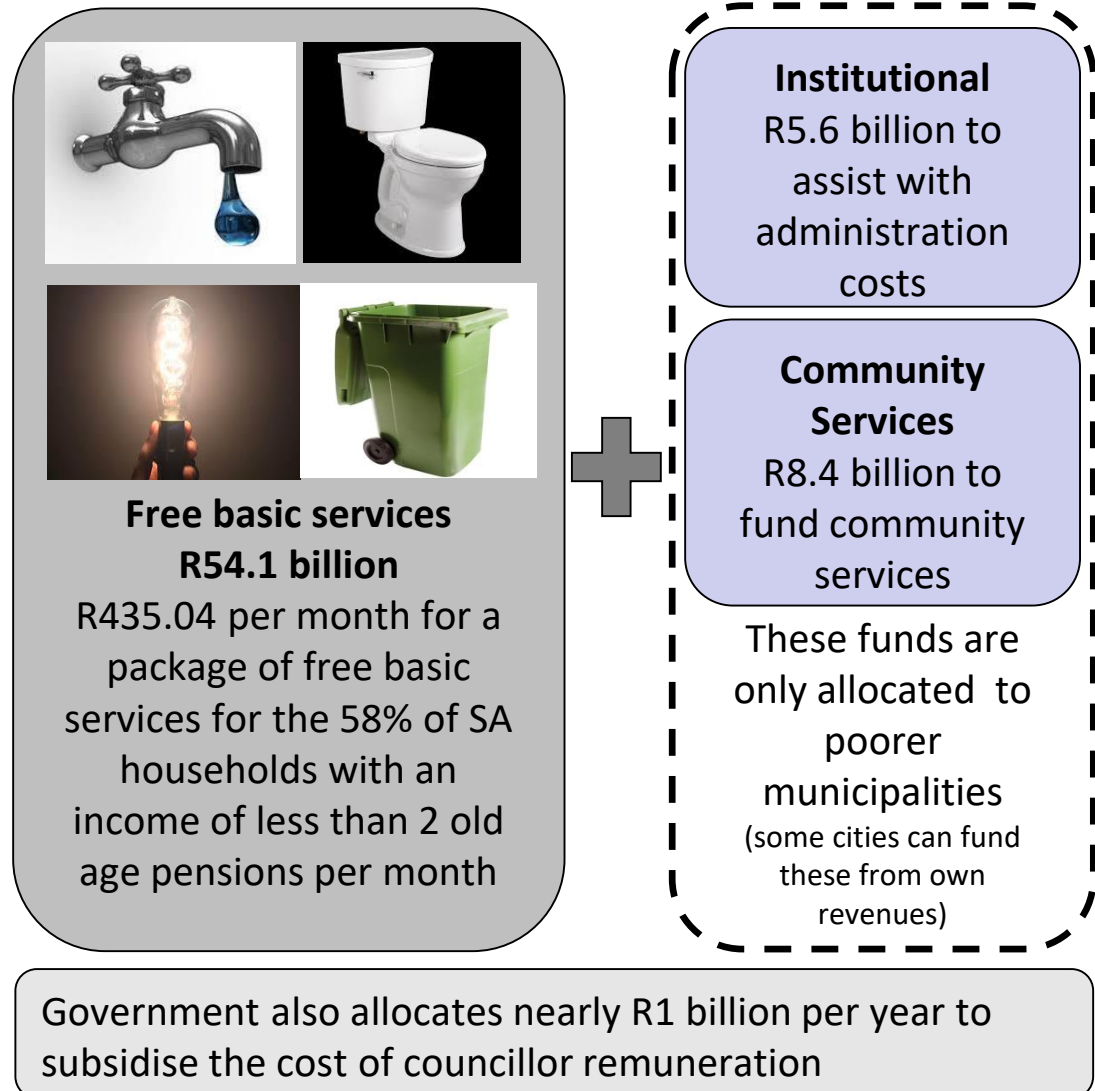 Free basic services
R54.1 billion
R435.04 per month for a
package of free basic
services for the 58% of SA
households with an
income of less than 2 old
age pensions per month
Institutional
R5.6 billion to
assist with
administration
costs
Community
Services
R8.4 billion to
fund community
services
These funds are
only allocated to
poorer
municipalities
(some cities can fund
these from own
revenues)
Government also allocates nearly R1 billion per year to
subsidise the cost of councillor remuneration